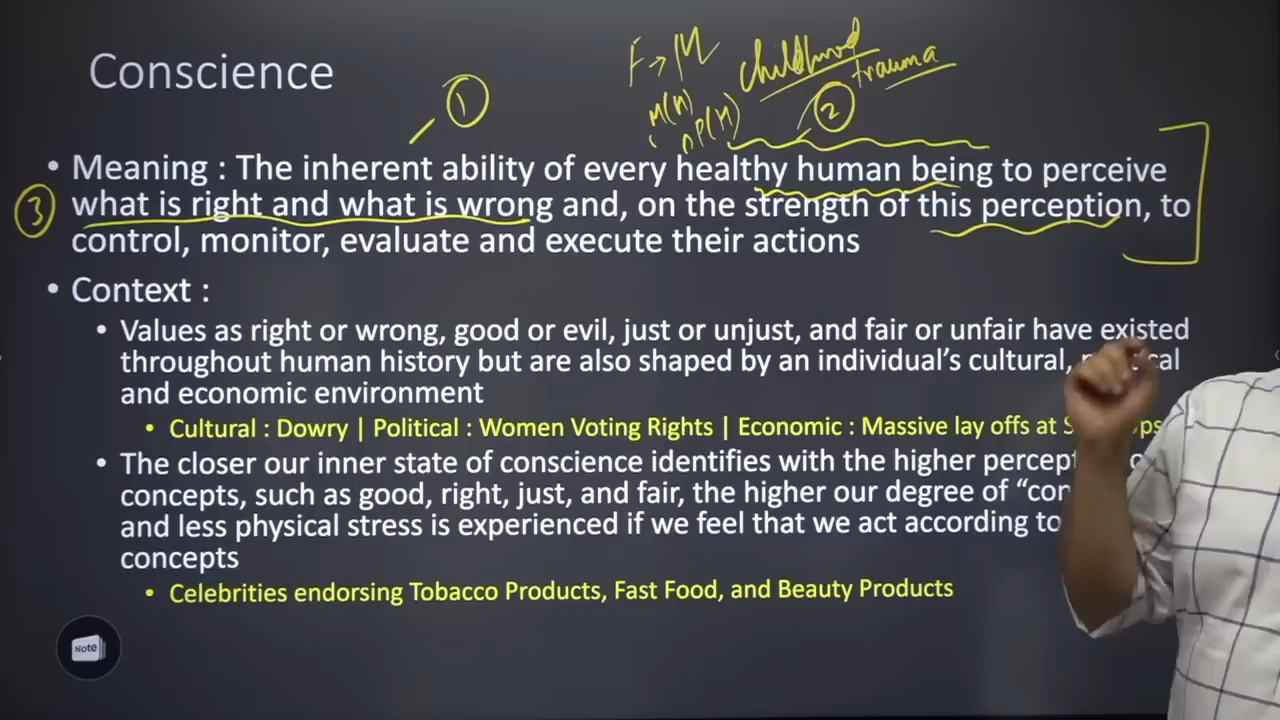 Conscience
F → M
childhood
trauma
M(H)
P(H)
①
②
• Meaning : The inherent ability of every healthy human being to perceive
③
what is right and what is wrong and, on the strength of this perception, to
control, monitor, evaluate and execute their actions
• Context :
• Values as right or wrong, good or evil, just or unjust, and fair or unfair have existed
throughout human history but are also shaped by an individual’s cultural,
and economic environment
• Cultural : Dowry | Political : Women Voting Rights | Economic : Massive lay offs at
• The closer our inner state of conscience identifies with the higher
concepts, such as good, right, just, and fair, the higher our degree of
and less physical stress is experienced if we feel that we act according to
concepts
• Celebrities endorsing Tobacco Products, Fast Food, and Beauty Products
Note